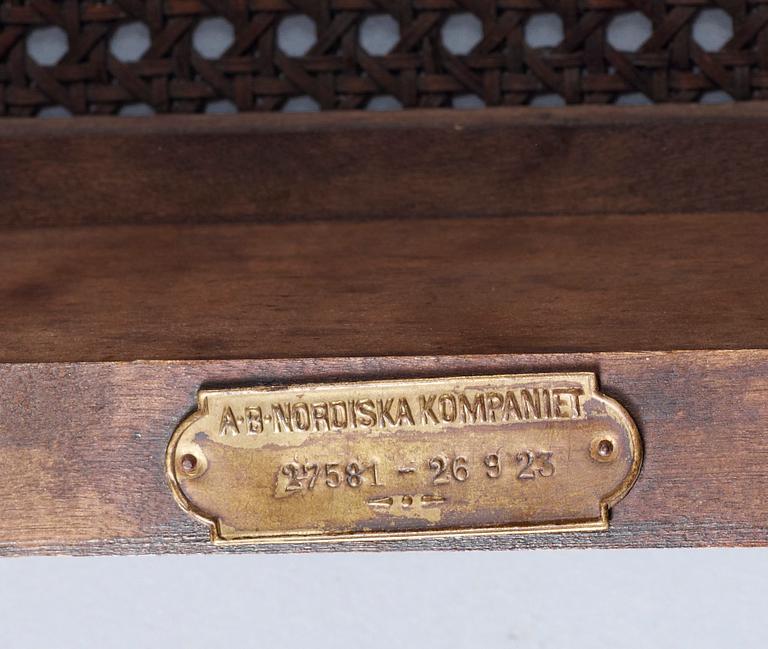 A·B·NORDISKA KOMPANIET
27581 - 26 9 23